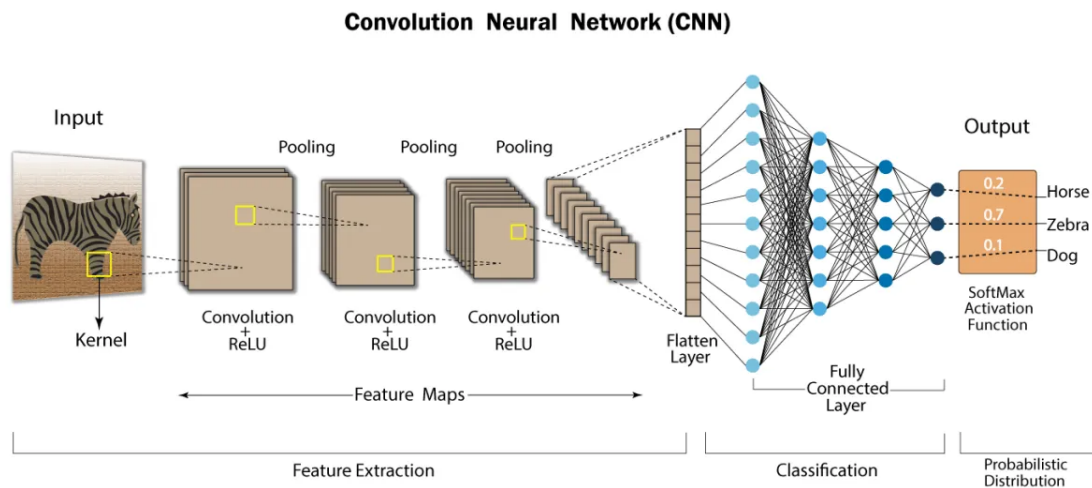 Convolution Neural Network (CNN)
Input
Pooling
Pooling
Pooling
Output
0.2
Horse
0.7
Zebra
0.1
Dog
Kernel
Convolution
+
ReLU
Convolution
+
ReLU
Convolution
+
ReLU
Flatten
Layer
SoftMax
Activation
Function
Fully
Connected
Layer
Feature Maps
Feature Extraction
Classification
Probabilistic
Distribution